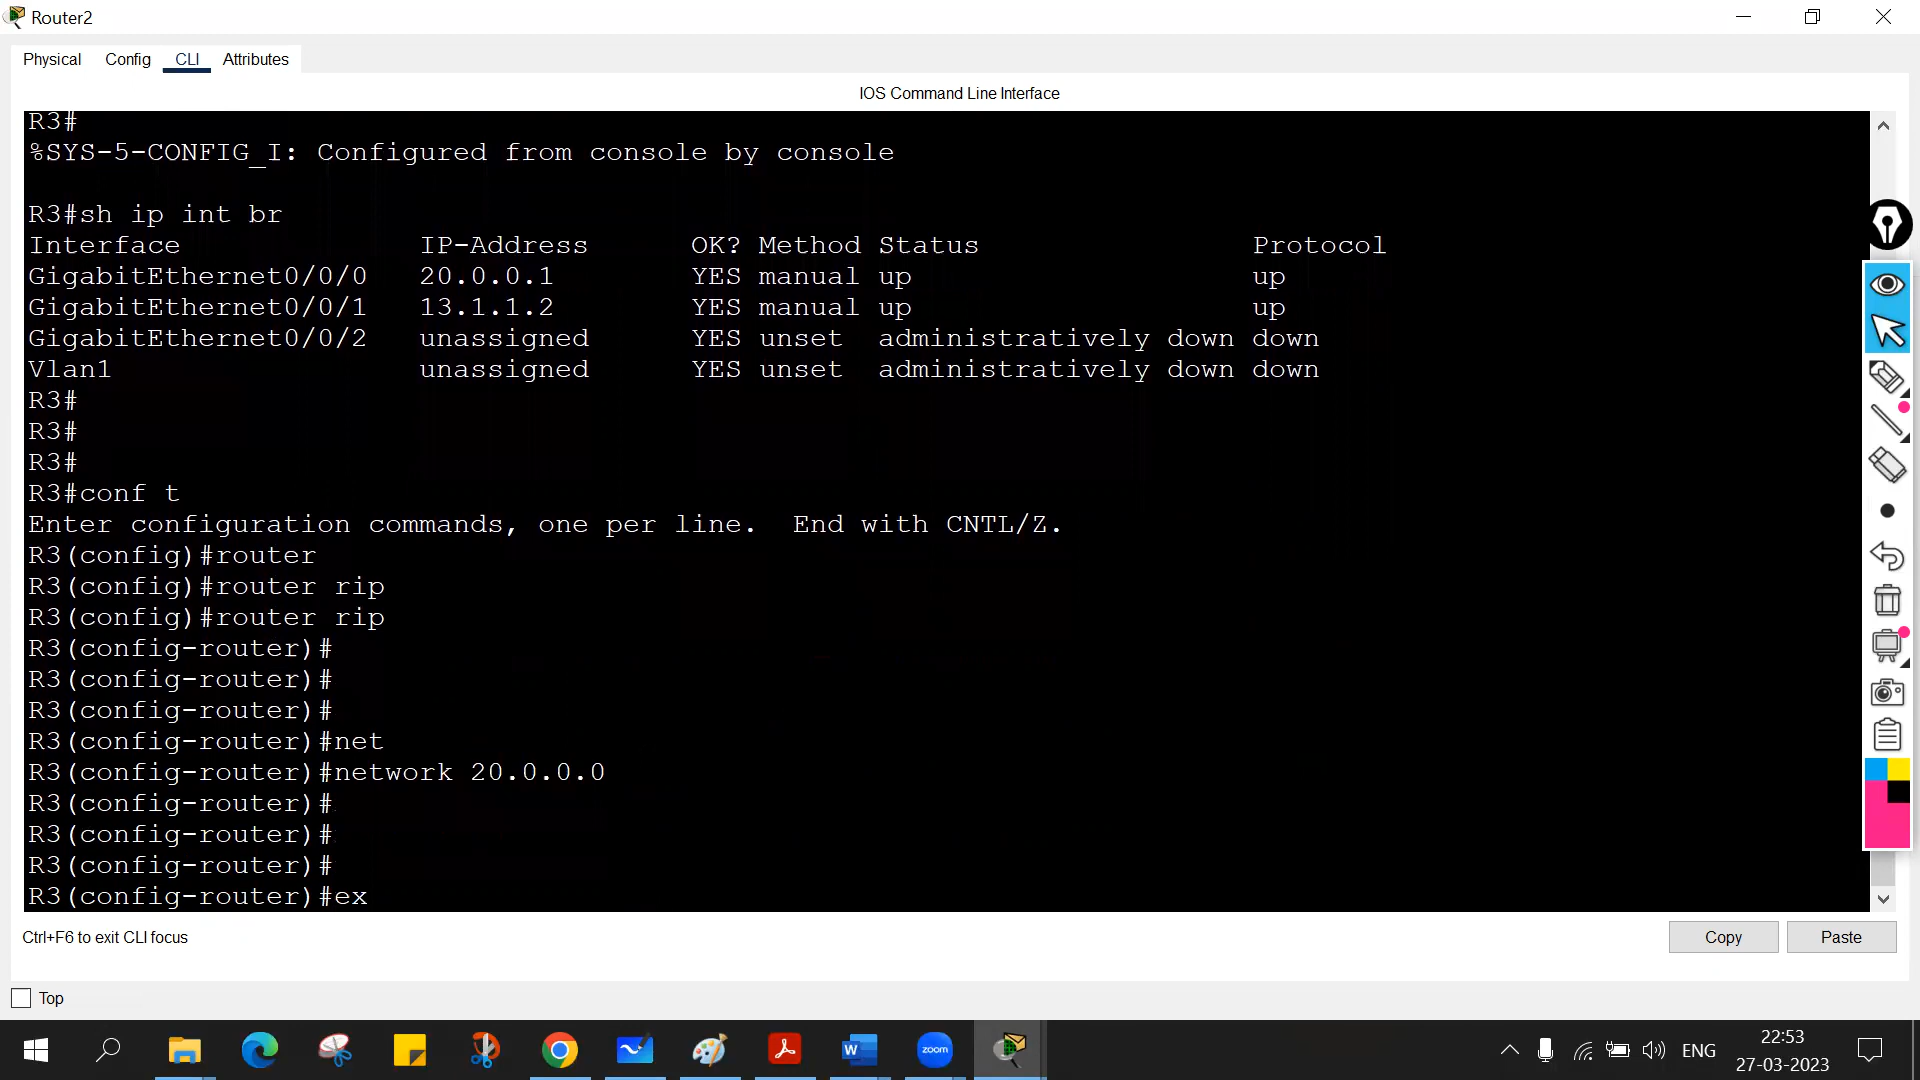 Router2
Physical Config CLI Attributes
IOS Command Line Interface
R3#
%SYS-5-CONFIG_I: Configured from console by console
R3#sh ip int br
Interface IP-Address OK? Method Status Protocol
GigabitEthernet0/0/0 20.0.0.1 YES manual up up
GigabitEthernet0/0/1 13.1.1.2 YES manual up up
GigabitEthernet0/0/2 unassigned YES unset administratively down down
Vlan1 unassigned YES unset administratively down down
R3#
R3#
R3#
R3#conf t
Enter configuration commands, one per line. End with CNTL/Z.
R3(config)#router
R3(config)#router rip
R3(config)#router rip
R3(config-router)#
R3(config-router)#
R3(config-router)#
R3(config-router)#net
R3(config-router)#network 20.0.0.0
R3(config-router)#
R3(config-router)#
R3(config-router)#
R3(config-router)#ex
Ctrl+F6 to exit CLI focus
Copy Paste
Top
W zoom ENG 22:53
27-03-2023